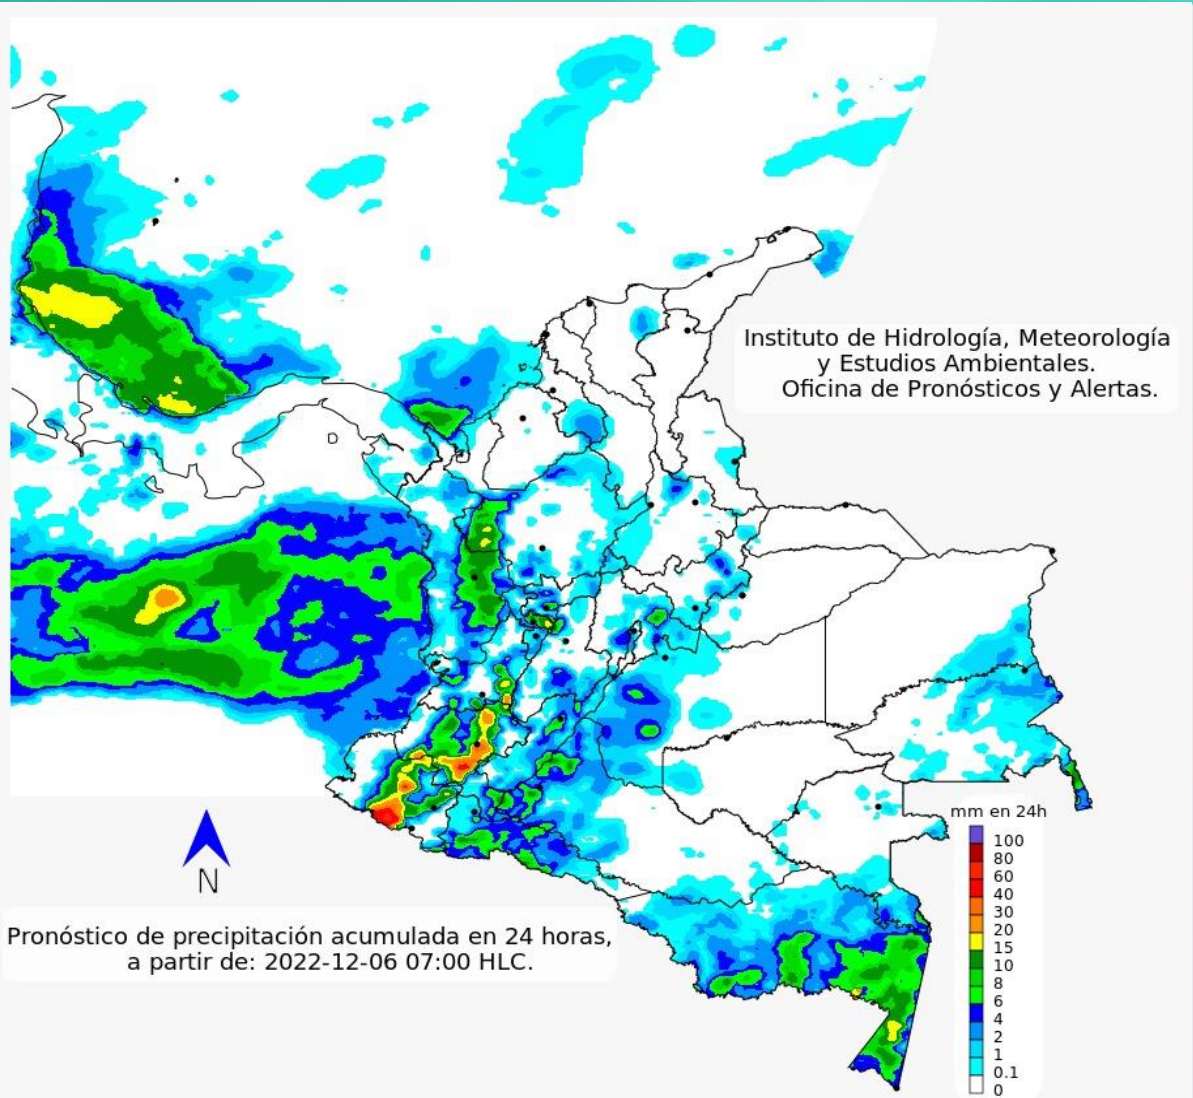 Instituto de Hidrología, Meteorología
y Estudios Ambientales.
Oficina de Pronósticos y Alertas.
mm en 24h
100
80
60
40
30
20
15
10
8
6
4
2
1
0.1
0
N
Pronóstico de precipitación acumulada en 24 horas,
a partir de: 2022-12-06 07:00 HLC.